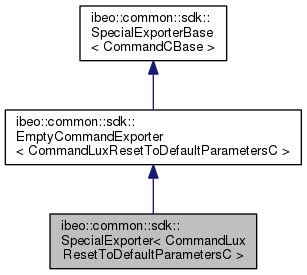 ibeo::common::sdk::
SpecialExporterBase
< CommandCBase >
ibeo::common::sdk::
EmptyCommandExporter
< CommandLuxResetToDefaultParametersC >
ibeo::common::sdk::
SpecialExporter< CommandLux
ResetToDefaultParametersC >